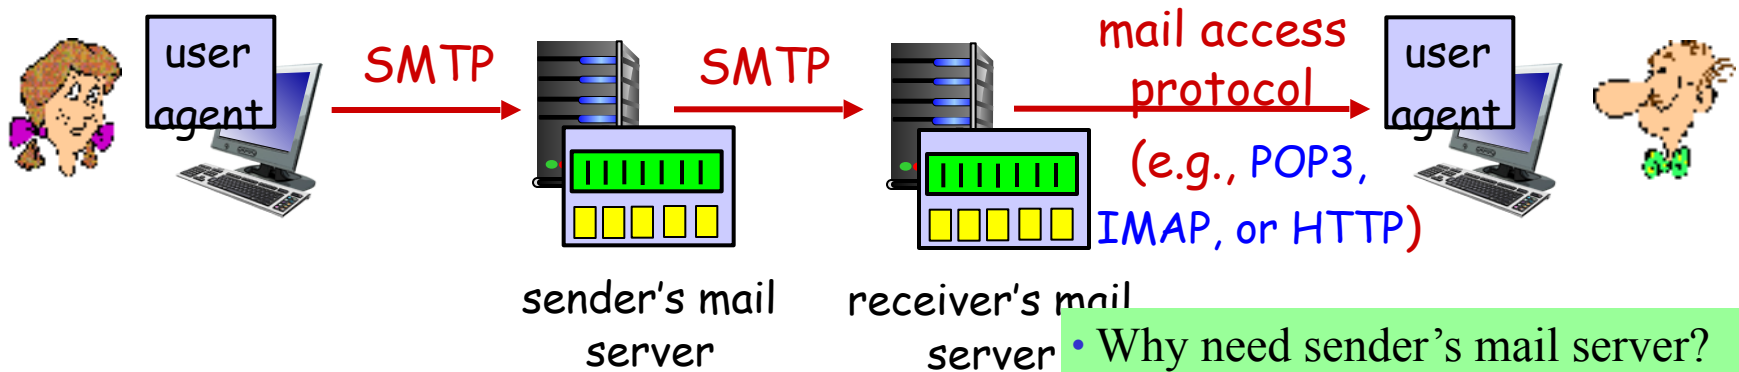 user
agent
SMTP
SMTP
mail access
protocol
(e.g., POP3,
IMAP, or HTTP)
user
agent
sender's mail
server
receiver's mail
server
• Why need sender's mail server?